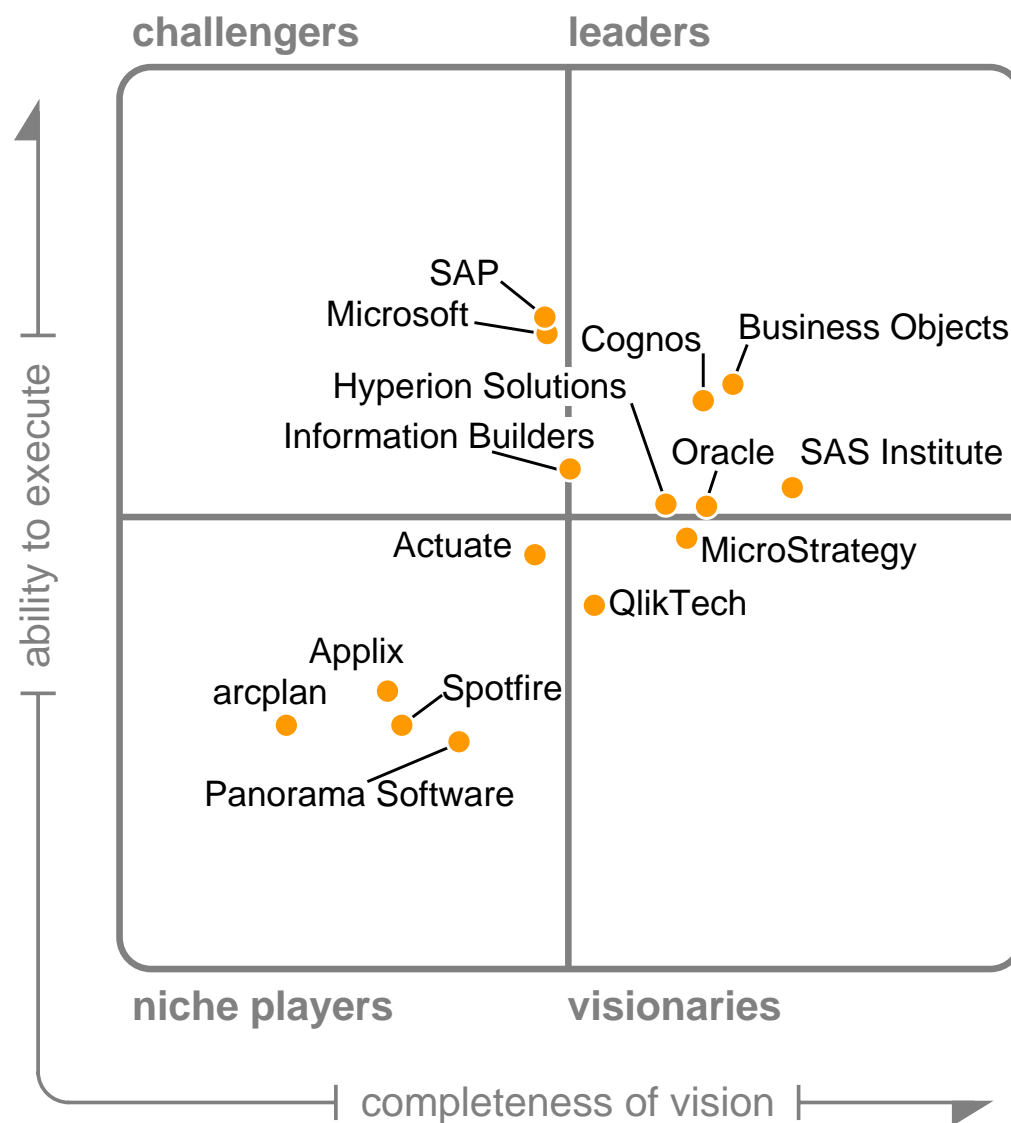 challengers
leaders
SAP
Microsoft
Cognos
Business Objects
Hyperion Solutions
Information Builders
Oracle
SAS Institute
Actuate
MicroStrategy
QlikTech
Applix
arcplan
Spotfire
Panorama Software
ability to execute
niche players
visionaries
completeness of vision